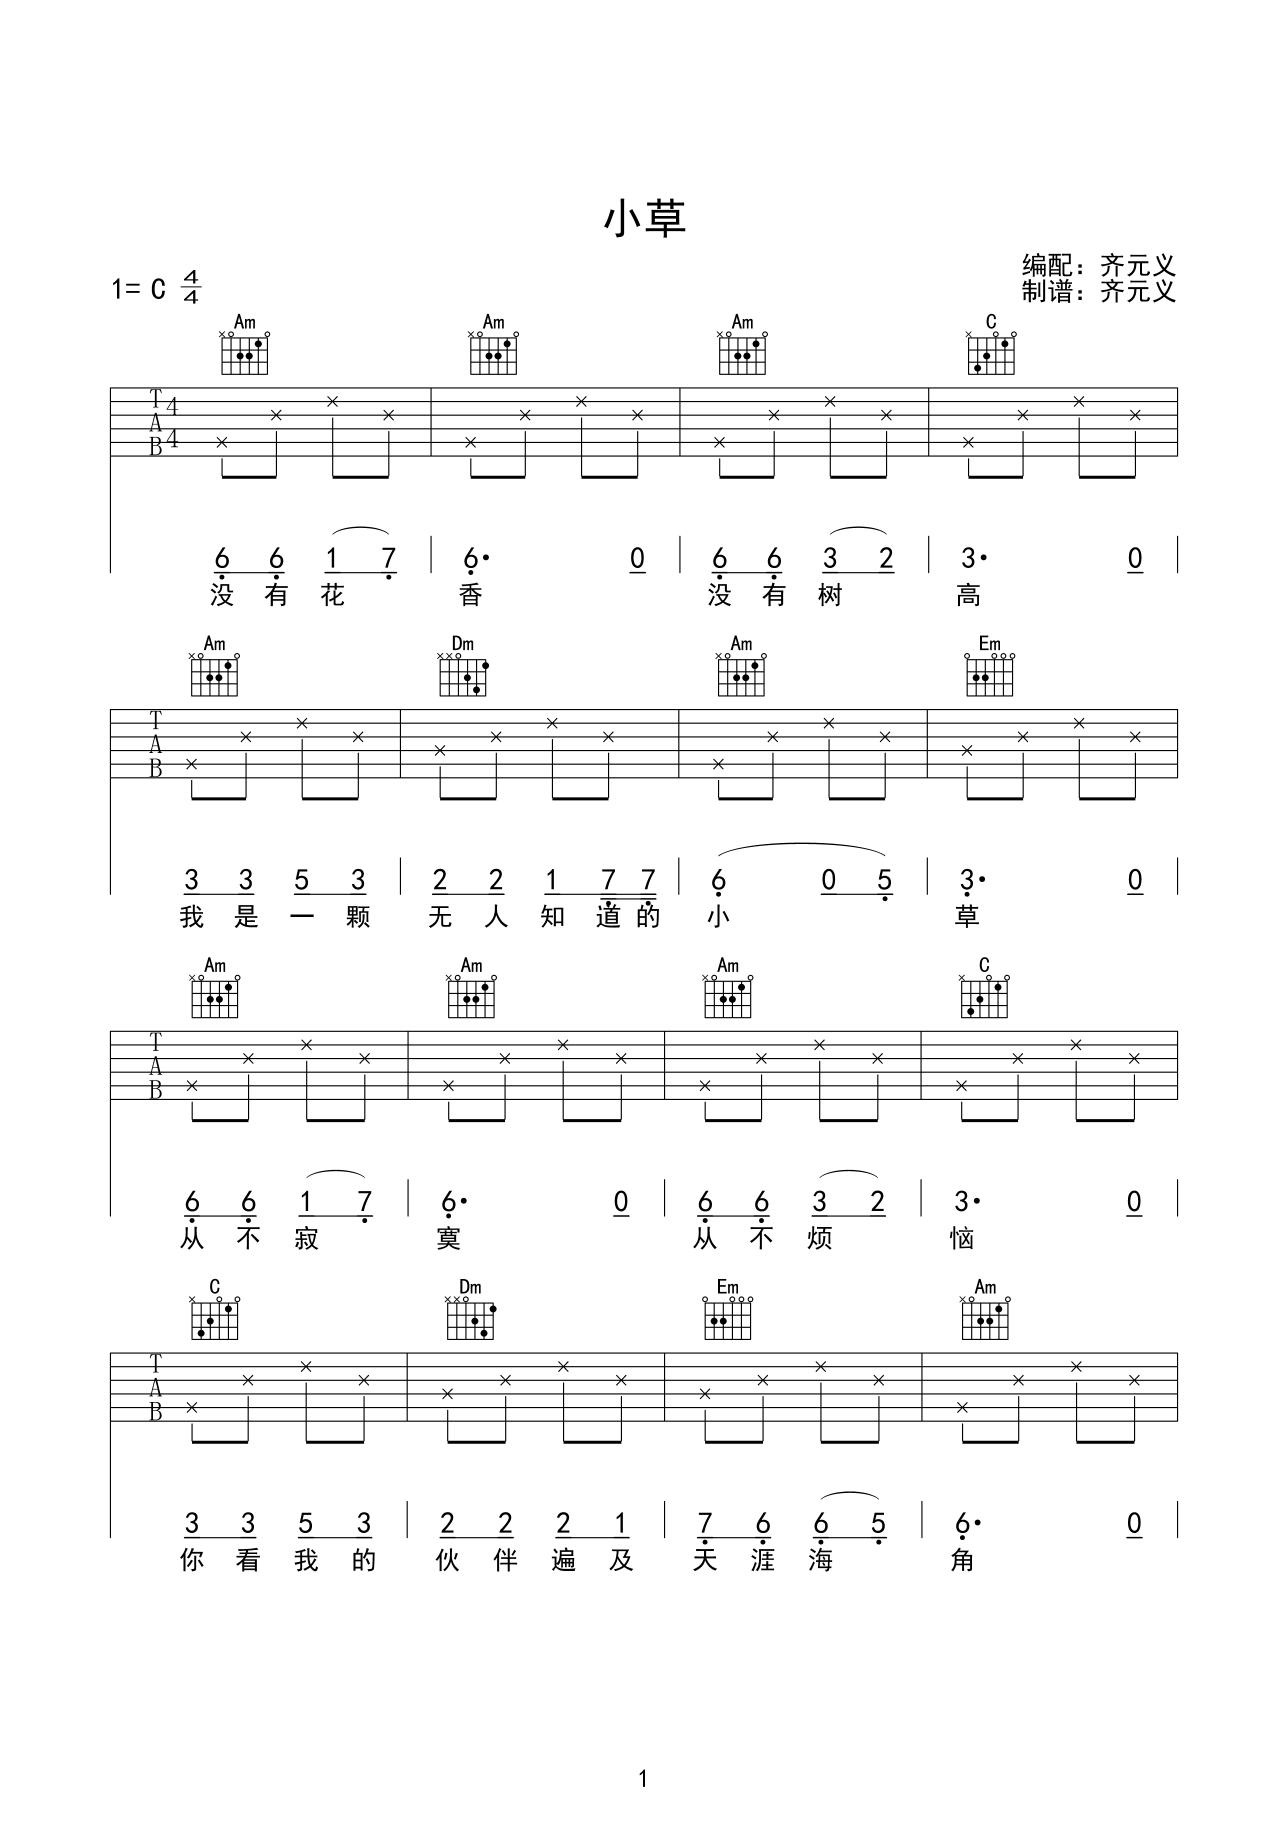 小草
编配：齐元义
1= C 4/4
制谱：齐元义
Am Am Am C
T A B 4 4
6 6 1 7 6· 0 6 6 3 2 3· 0
没 有 花 香 没 有 树 高
Am Dm Am Em
T A B
3 3 5 3 2 2 1 7 7 6 0 5 3· 0
我 是 一 颗 无 人 知 道 的 小 草
Am Am Am C
T A B
6 6 1 7 6· 0 6 6 3 2 3· 0
从 不 寂 寞 从 不 烦 恼
C Dm Em Am
T A B
3 3 5 3 2 2 2 1 7 6 6 5 6· 0
你 看 我 的 伙 伴 遍 及 天 涯 海 角
1